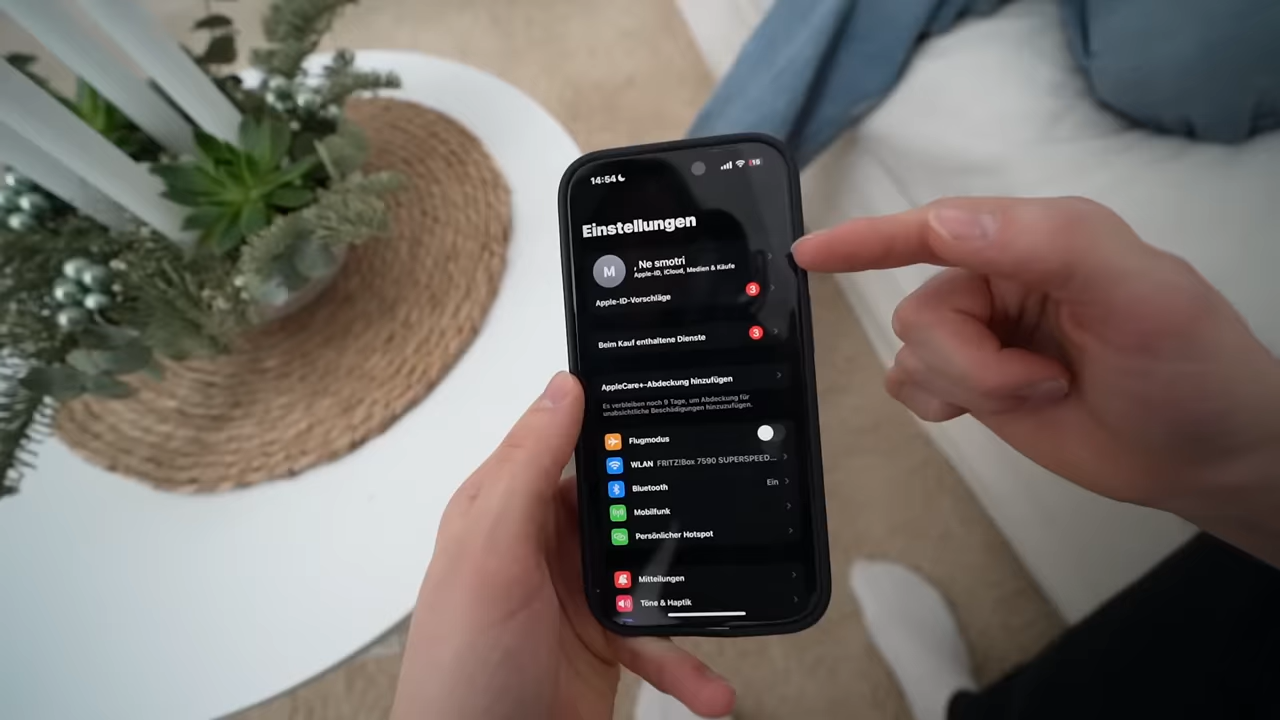 14:54
15
Einstellungen
M
, Ne smotri
Apple-ID, iCloud, Medien & Käufe
Apple-ID-Vorschläge
3
Beim Kauf enthaltene Dienste
3
AppleCare+-Abdeckung hinzufügen
Es verbleiben noch 9 Tage, um Abdeckung für
unabsichtliche Beschädigungen hinzuzufügen.
Flugmodus
WLAN FRITZ!Box 7590 SUPERSPEED...
Bluetooth Ein
Mobilfunk
Persönlicher Hotspot
Mitteilungen
Töne & Haptik